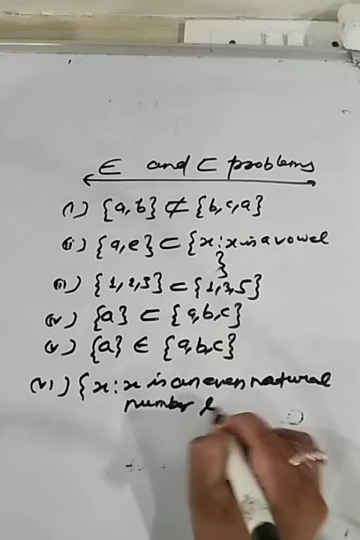 ∈ and ⊂ problems
(i) {a,b} ⊄ {b,c,a}
(ii) {a,e} ⊂ {x:x is a vowel
}
(iii) {1,2,3} ⊂ {1,3,5}
(iv) {a} ⊂ {a,b,c}
(v) {a} ∈ {a,b,c}
(vi) {x:x is an even natural
number